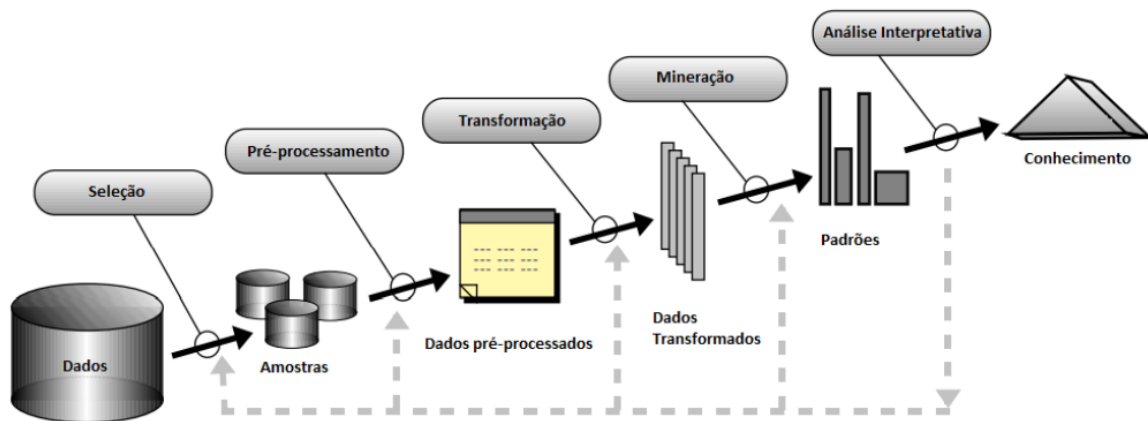 Análise Interpretativa
Mineração
Transformação
Pré-processamento
Seleção
Conhecimento
Padrões
Dados
Transformados
Dados pré-processados
Amostras
Dados